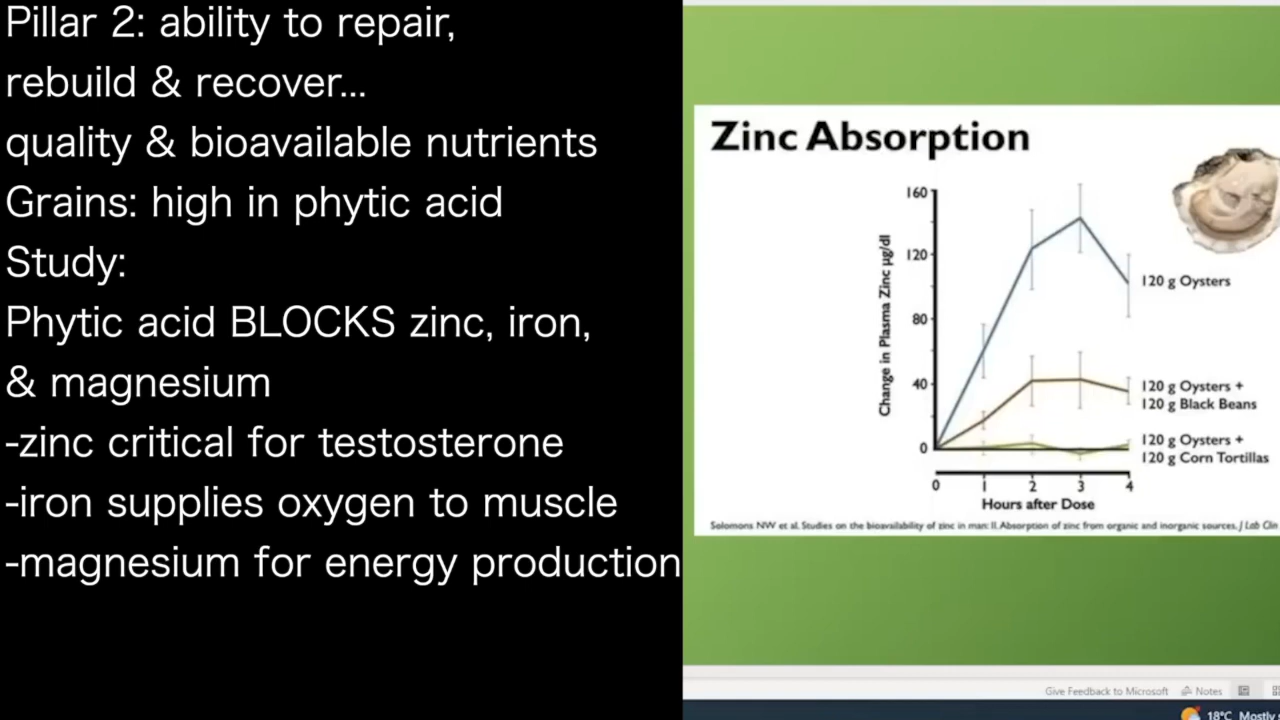 Pillar 2: ability to repair,
rebuild & recover...
quality & bioavailable nutrients
Grains: high in phytic acid
Study:
Phytic acid BLOCKS zinc, iron,
& magnesium
-zinc critical for testosterone
-iron supplies oxygen to muscle
-magnesium for energy production
Zinc Absorption
160
120
80
40
0
Change in Plasma Zinc µg/dl
120 g Oysters
120 g Oysters +
120 g Black Beans
120 g Oysters +
120 g Corn Tortillas
0 1 2 3 4
Hours after Dose
Solomons NW et al. Studies on the bioavailability of zinc in man: II. Absorption of zinc from organic and inorganic sources. J Lab Clin
Give Feedback to Microsoft Notes
18°C Mostly